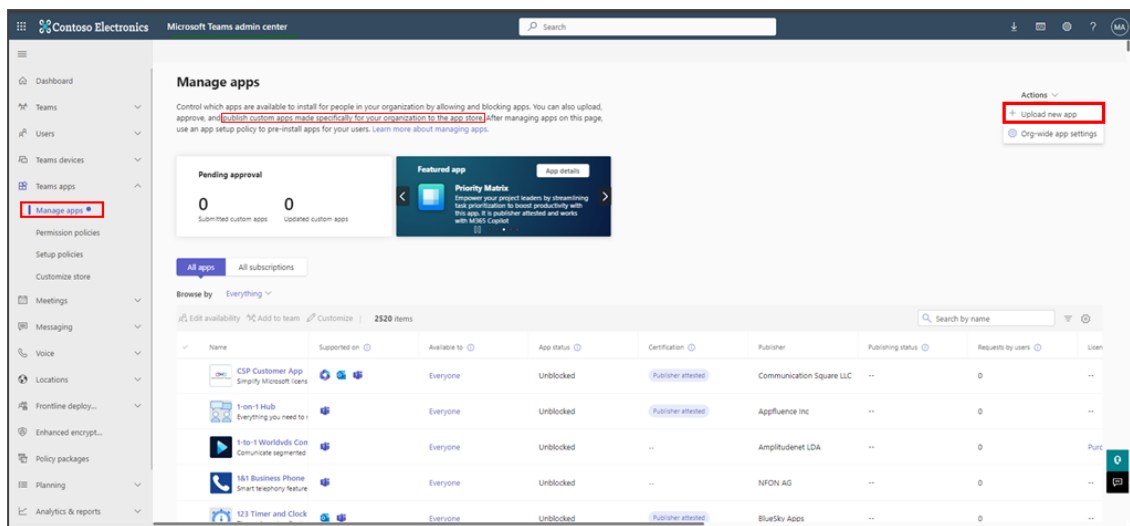 Contoso Electronics
Microsoft Teams admin center
Search
?
MA
Dashboard
Teams
Users
Teams devices
Teams apps
Manage apps
Permission policies
Setup policies
Customize store
Meetings
Messaging
Voice
Locations
Frontline deploy...
Enhanced encrypt...
Policy packages
Planning
Analytics & reports
Manage apps
Control which apps are available to install for people in your organization by allowing and blocking apps. You can also upload,
approve, and publish custom apps made specifically for your organization to the app store. After managing apps on this page,
use an app setup policy to pre-install apps for your users. Learn more about managing apps.
Actions
+ Upload new app
Org-wide app settings
Pending approval
0
Submitted custom apps
0
Updated custom apps
Featured app
App details
Priority Matrix
Empower your project leaders by streamlining
task prioritization to boost productivity with
this app. It is publisher attested and works
with M365 Copilot
All apps
All subscriptions
Browse by Everything
Edit availability Add to team Customize | 2520 items
Search by name
Name Supported on Available to App status Certification Publisher Publishing status Requests by users Licen
CSP Customer App
Simplify Microsoft licens
Everyone Unblocked Publisher attested Communication Square LLC -- 0 --
1-on-1 Hub
Everything you need to r
Everyone Unblocked Publisher attested Appfluence Inc -- 0 --
1-to-1 Worldvds Con
Comunicate segmented
Everyone Unblocked -- Amplitudenet LDA -- 0 Purc
1&1 Business Phone
Smart telephony feature
Everyone Unblocked -- NFON AG -- 0 --
123 Timer and Clock
Everyone Unblocked Publisher attested BlueSky Apps -- 0 --